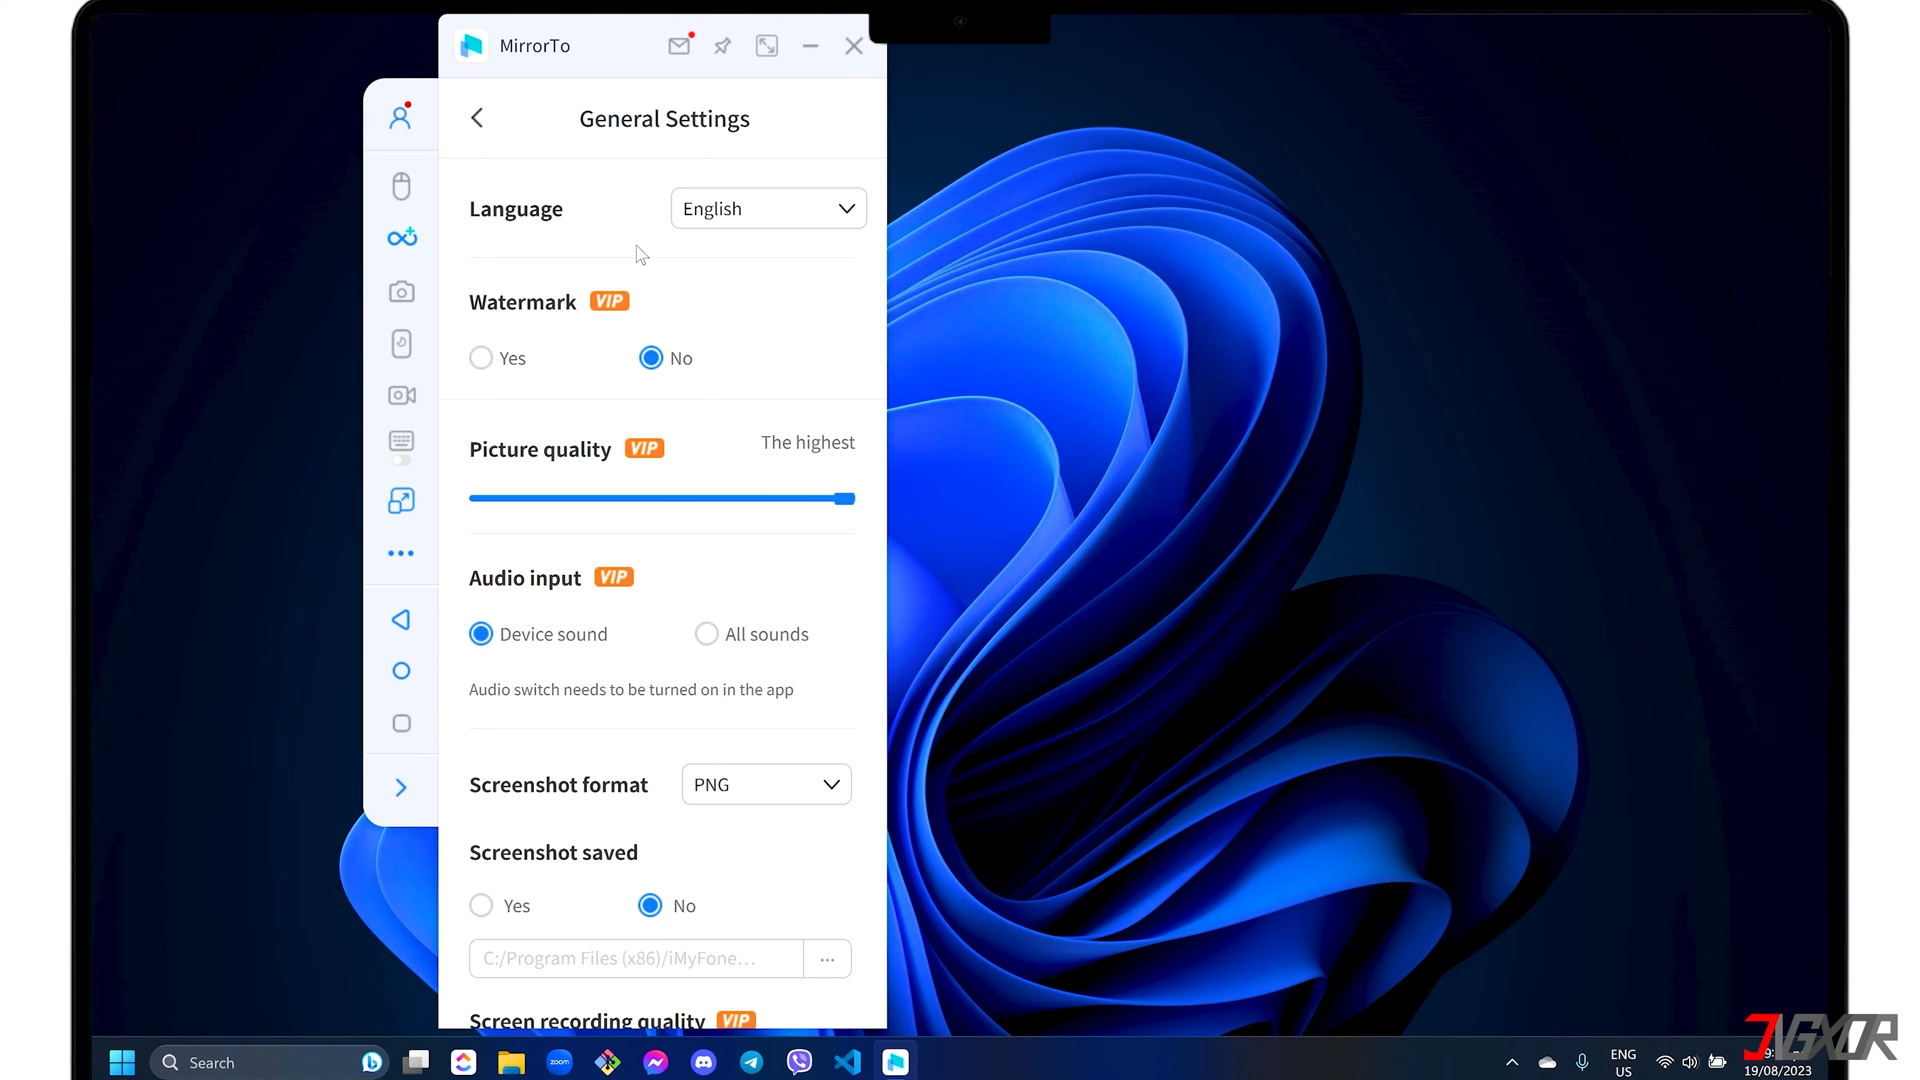 MirrorTo
General Settings
Language
English
Watermark VIP
Yes
No
Picture quality VIP
The highest
Audio input VIP
Device sound
All sounds
Audio switch needs to be turned on in the app
Screenshot format
PNG
Screenshot saved
Yes
No
C:/Program Files (x86)/iMyFone...
...
Screen recording quality VIP
Search
zoom
ENG
US
19/08/2023
JVGXOR